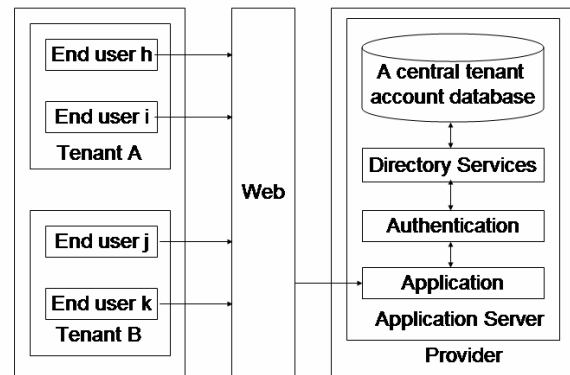 End user h
End user i
Tenant A
End user j
End user k
Tenant B
Web
A central tenant
account database
Directory Services
Authentication
Application
Application Server
Provider